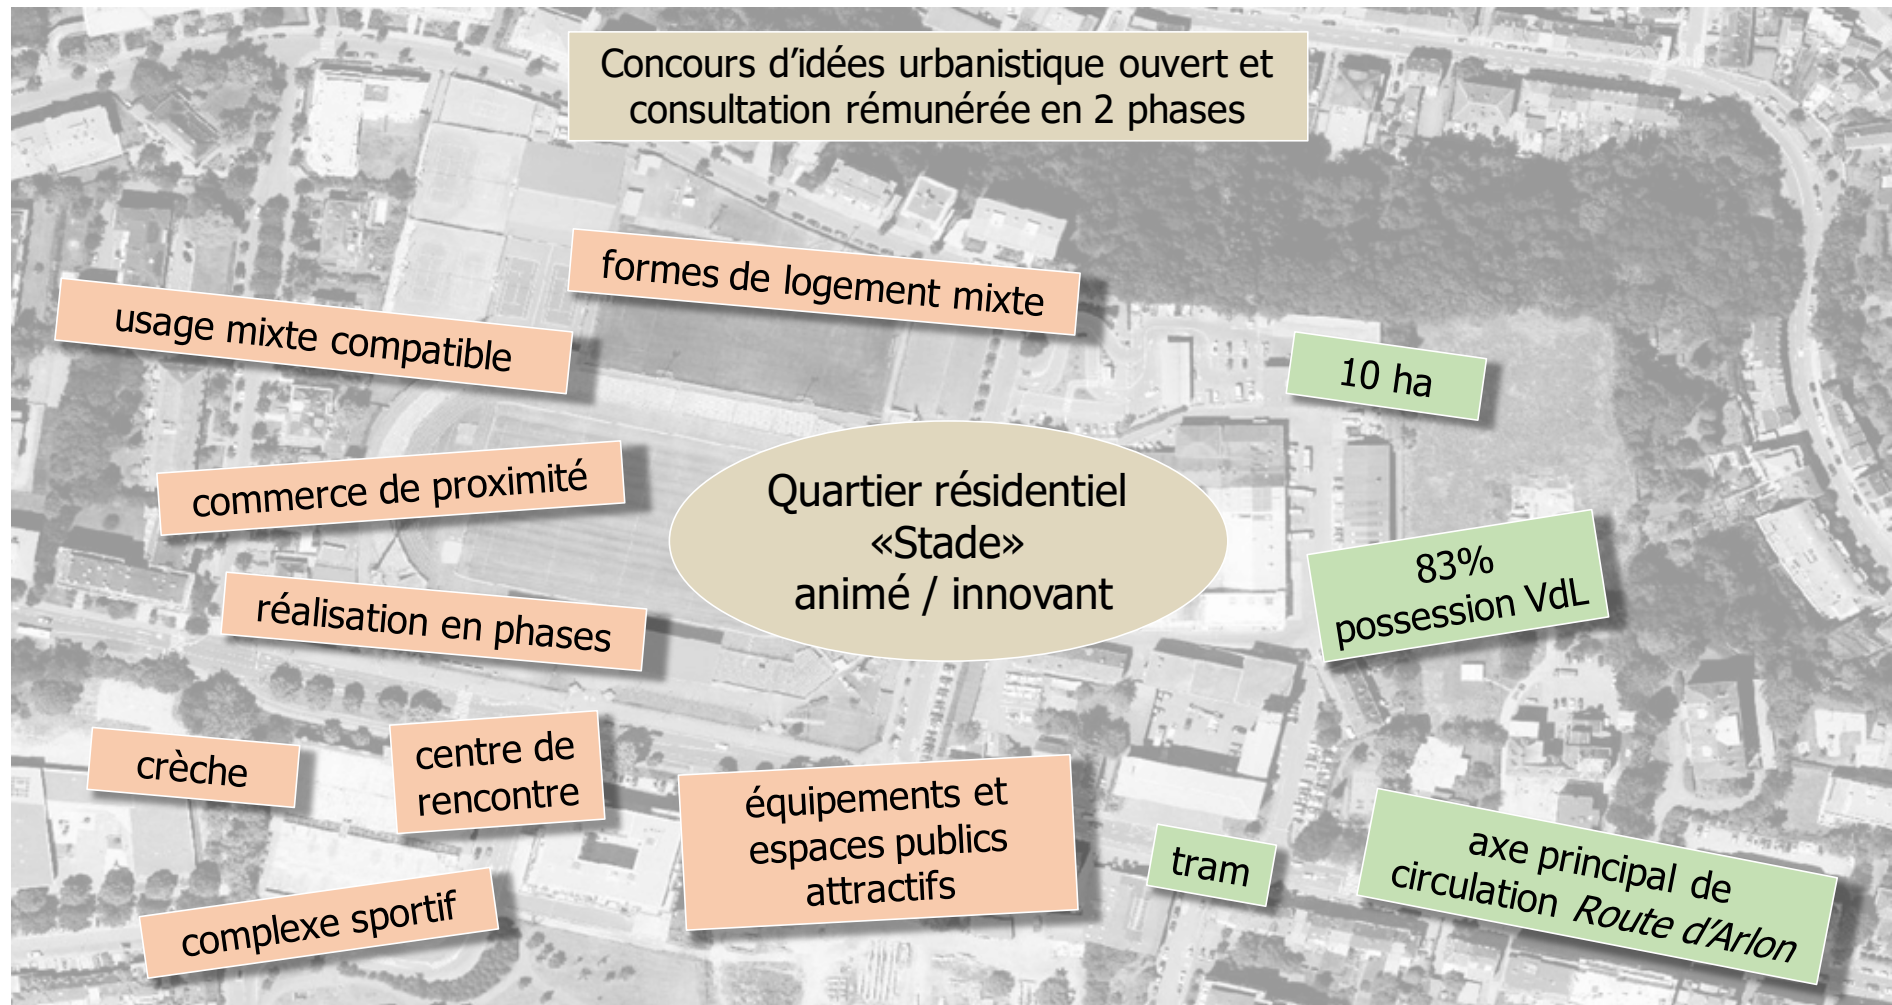 Concours d’idées urbanistique ouvert et
consultation rémunérée en 2 phases
formes de logement mixte
usage mixte compatible
10 ha
commerce de proximité
Quartier résidentiel
«Stade»
animé / innovant
83%
possession VdL
réalisation en phases
crèche
centre de
rencontre
équipements et
espaces publics
attractifs
tram
axe principal de
circulation Route d’Arlon
complexe sportif